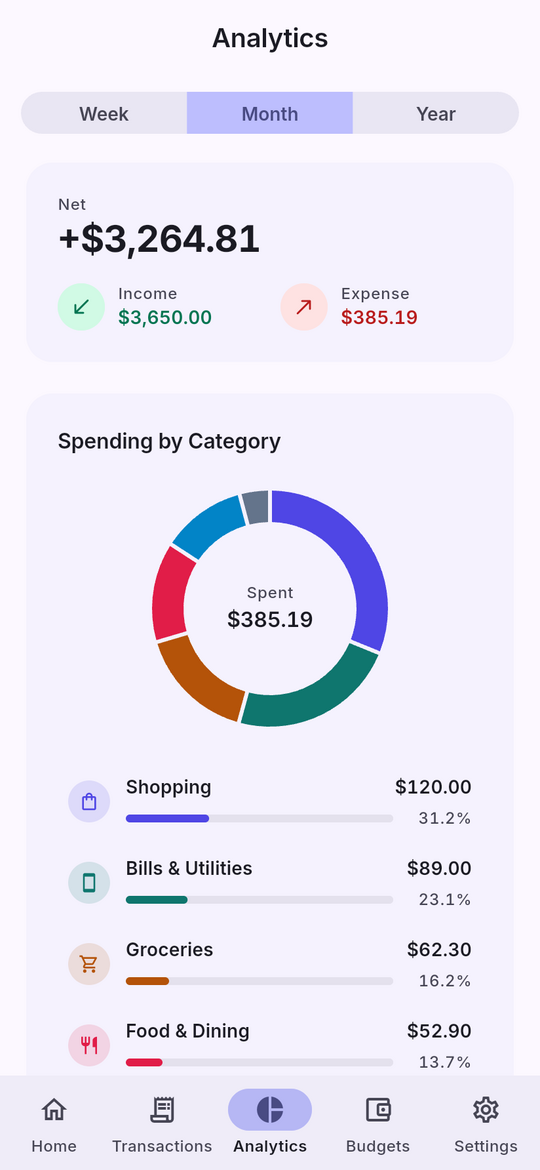 Analytics
Week Month Year
Net
+$3,264.81
Income Expense
$3,650.00 $385.19
Spending by Category
Spent
$385.19
Shopping $120.00
31.2%
Bills & Utilities $89.00
23.1%
Groceries $62.30
16.2%
Food & Dining $52.90
13.7%
Home Transactions Analytics Budgets Settings